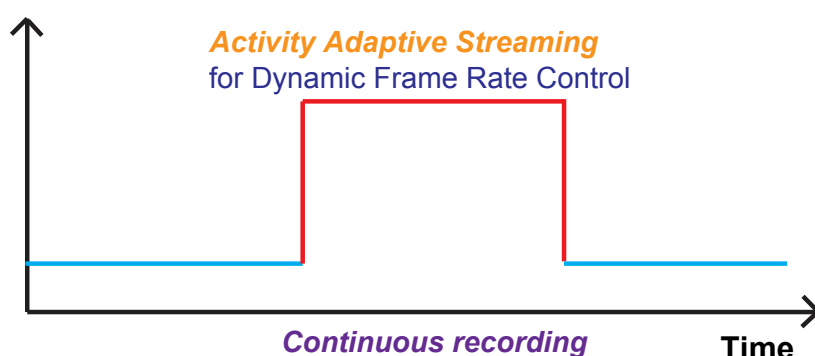 Activity Adaptive Streaming
for Dynamic Frame Rate Control
Continuous recording
Time